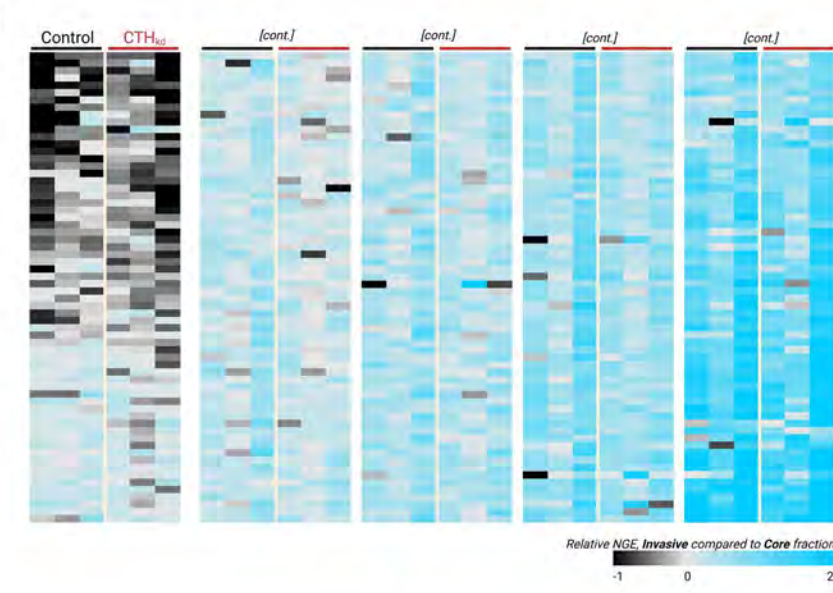 Control CTHkd [cont.] [cont.] [cont.] [cont.]
Relative NGE, Invasive compared to Core fraction
-1 0 2